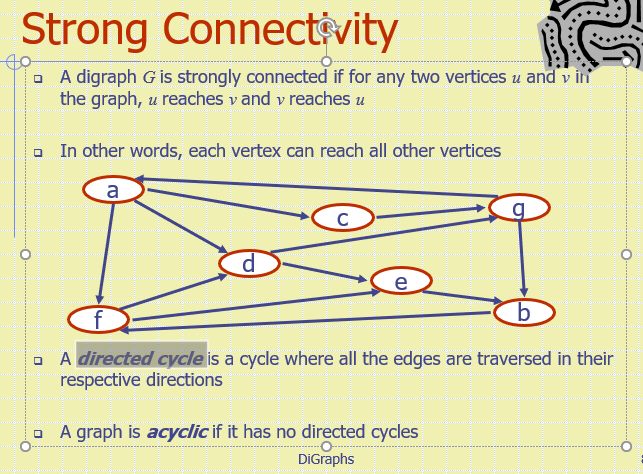 Strong Connectivity
A digraph G is strongly connected if for any two vertices u and v in
the graph, u reaches v and v reaches u
In other words, each vertex can reach all other vertices
a
c
g
d
e
f
b
A directed cycle is a cycle where all the edges are traversed in their
respective directions
A graph is acyclic if it has no directed cycles
DiGraphs